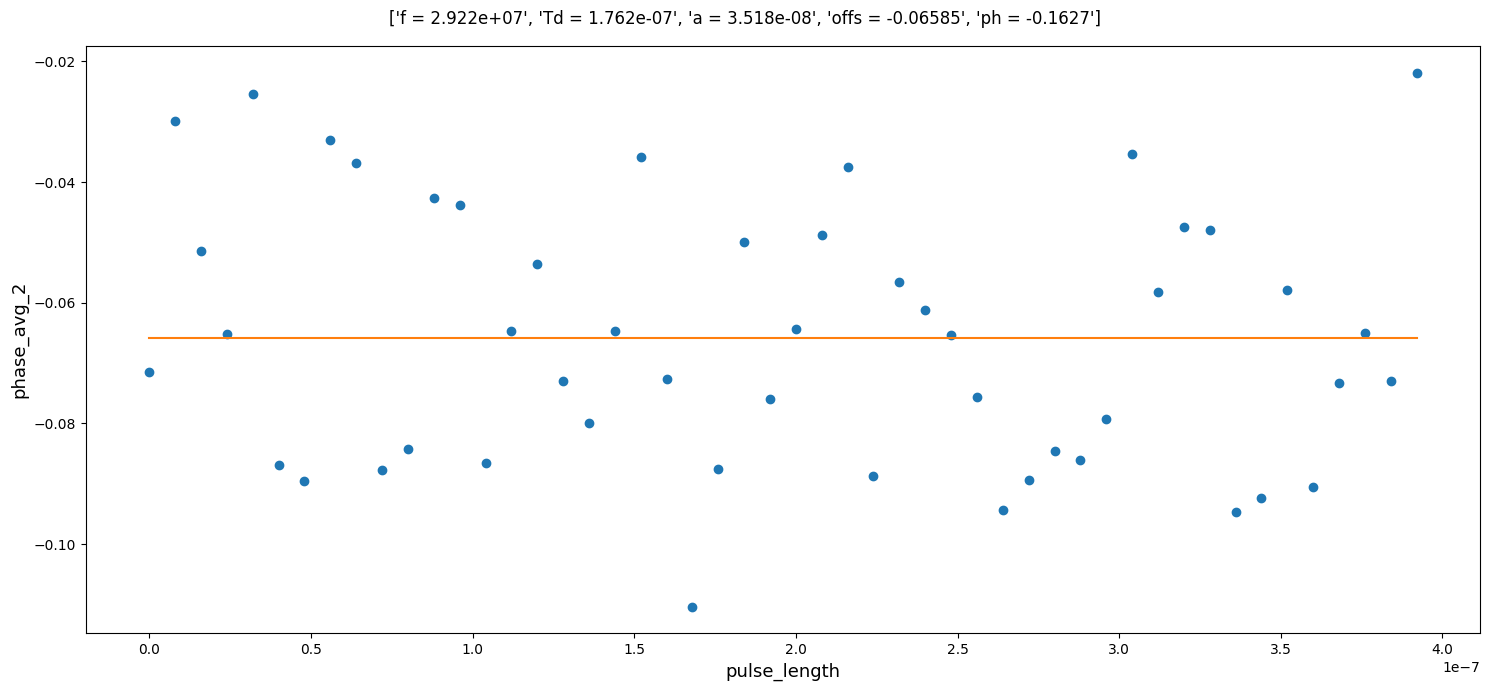 ['f = 2.922e+07', 'Td = 1.762e-07', 'a = 3.518e-08', 'offs = -0.06585', 'ph = -0.1627']
−0.02
−0.04
−0.06
−0.08
−0.10
phase_avg_2
0.0 0.5 1.0 1.5 2.0 2.5 3.0 3.5 4.0
1e−7
pulse_length